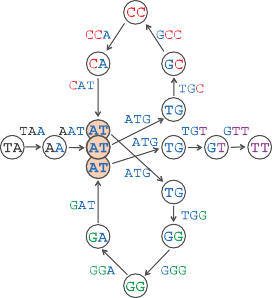 CC
CCA GCC
CA GC
CAT TGC
TG
ATG
TAA AAT AT TGT GTT
TA AA AT ATG TG GT TT
AT
ATG
GAT TG
TGG
GA GG
GGA GGG
GG